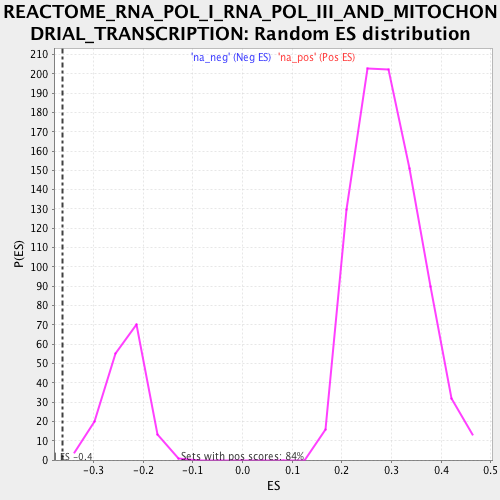 REACTOME_RNA_POL_I_RNA_POL_III_AND_MITOCHON
DRIAL_TRANSCRIPTION: Random ES distribution
'na_neg' (Neg ES) 'na_pos' (Pos ES)
210
200
190
180
170
160
150
140
130
120
110
100
90
80
70
60
50
40
30
20
10
0
P(ES)
ES -0.4
Sets with pos scores: 84%
-0.3 -0.2 -0.1 0.0 0.1 0.2 0.3 0.4 0.5
ES